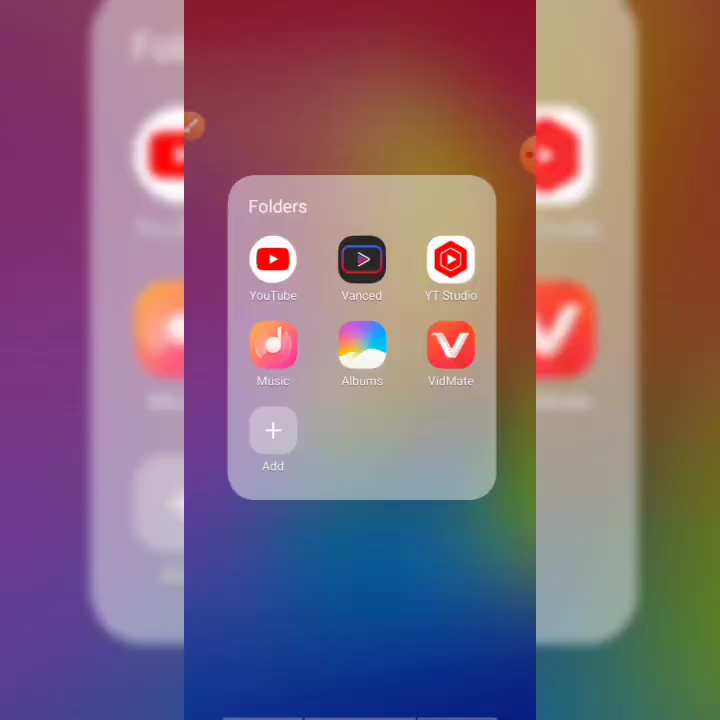 Folders
YouTube
Vanced
YT Studio
Music
Albums
VidMate
Add